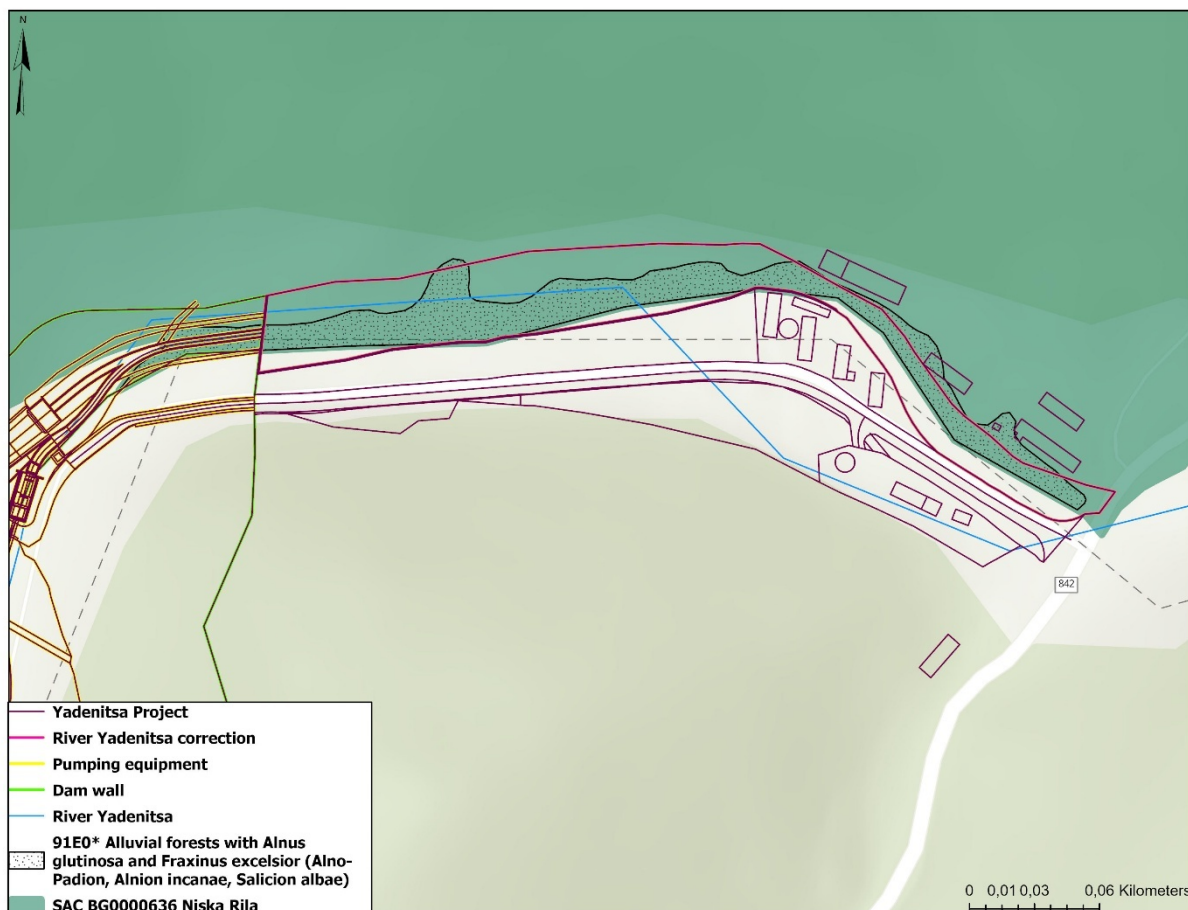 N
842
Yadenitsa Project
River Yadenitsa correction
Pumping equipment
Dam wall
River Yadenitsa
91E0* Alluvial forests with Alnus
glutinosa and Fraxinus excelsior (Alno-
Padion, Alnion incanae, Salicion albae)
SAC BG0000636 Niska Rila
0 0,01 0,03 0,06 Kilometers